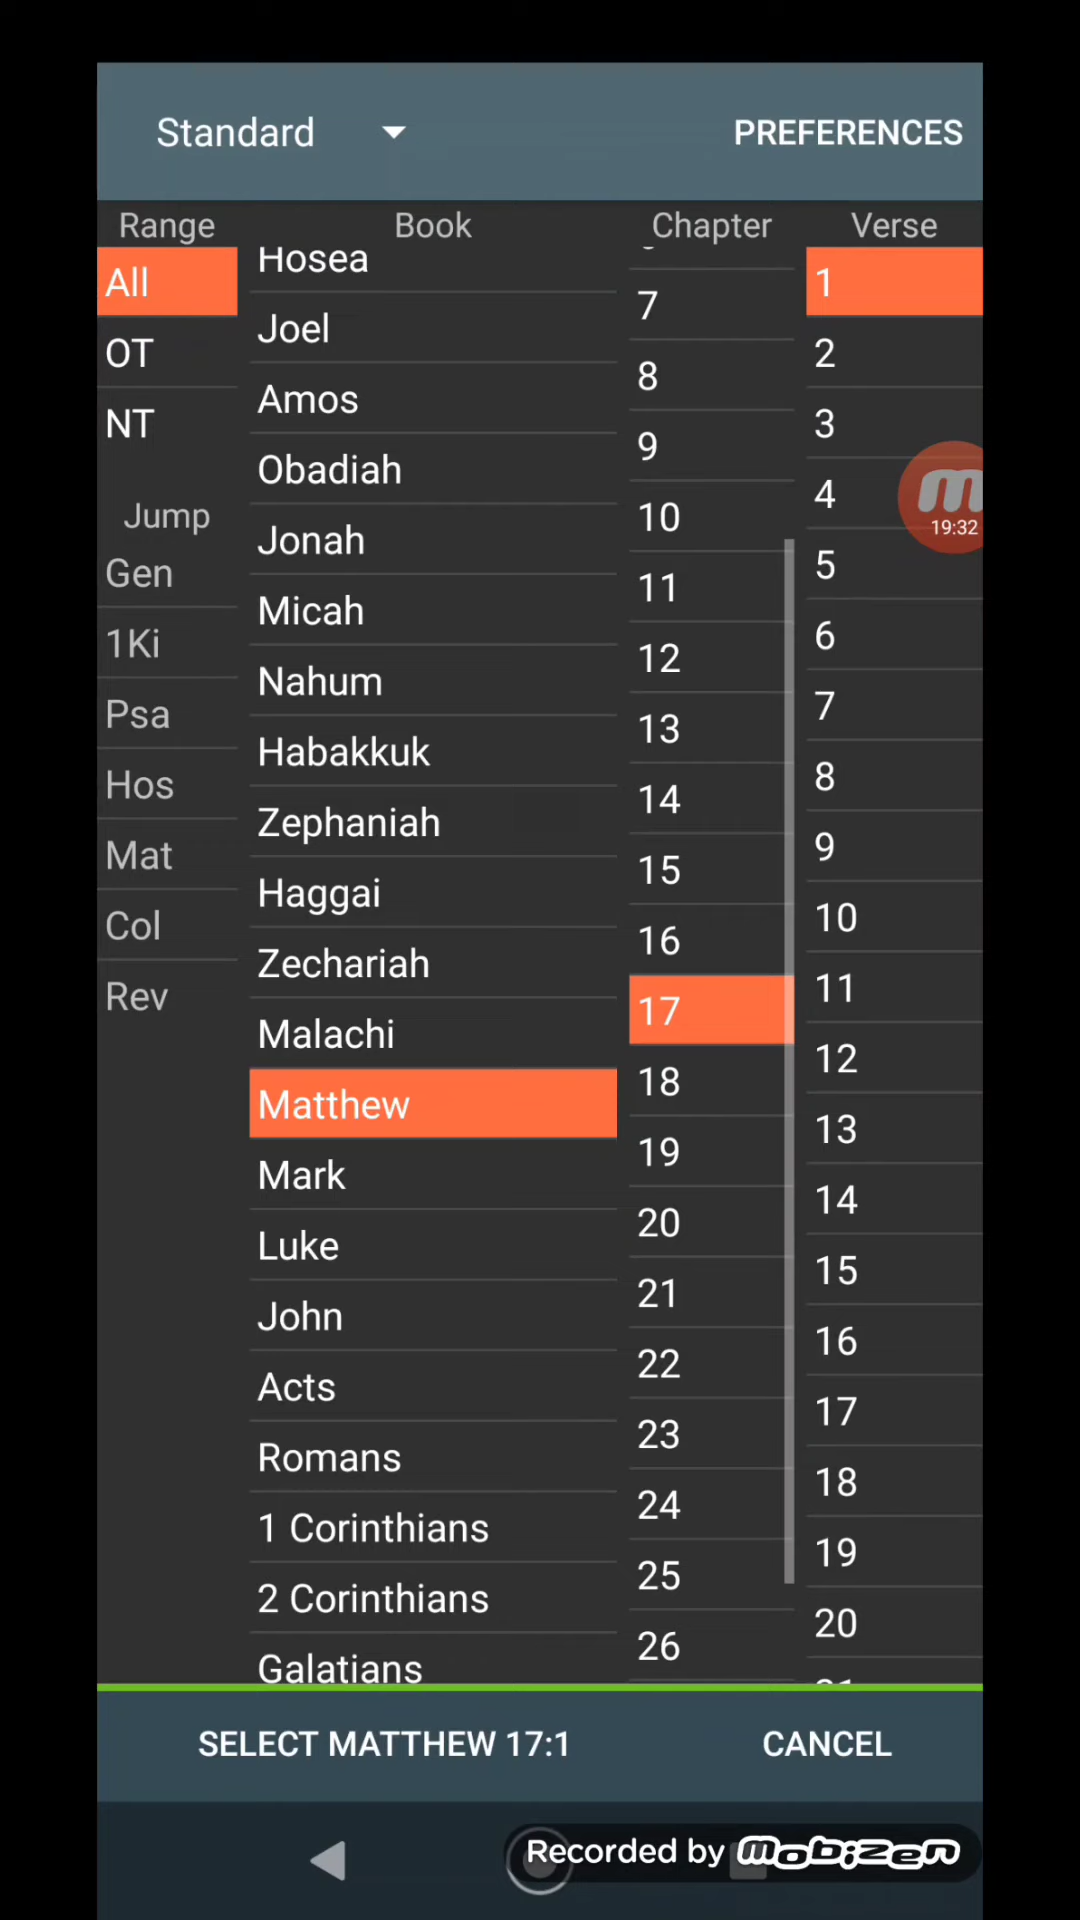 Standard PREFERENCES
Range Book Chapter Verse
All
OT
NT
Jump
Gen
1Ki
Psa
Hos
Mat
Col
Rev
Hosea
Joel
Amos
Obadiah
Jonah
Micah
Nahum
Habakkuk
Zephaniah
Haggai
Zechariah
Malachi
Matthew
Mark
Luke
John
Acts
Romans
1 Corinthians
2 Corinthians
Galatians
7
8
9
10
11
12
13
14
15
16
17
18
19
20
21
22
23
24
25
26
1
2
3
4
5
6
7
8
9
10
11
12
13
14
15
16
17
18
19
20
m
19:32
SELECT MATTHEW 17:1 CANCEL
Recorded by mobizen